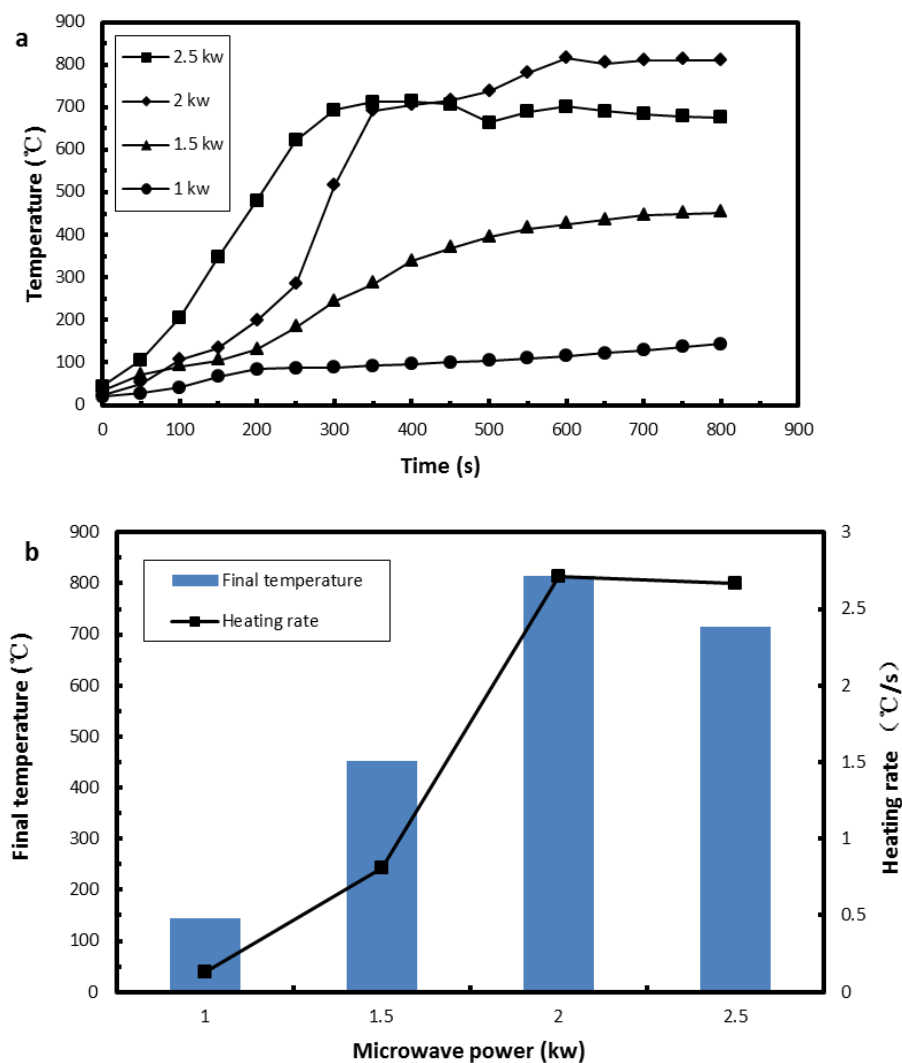 a
900
800
700
600
500
400
300
200
100
0
Temperature (℃)
2.5 kw
2 kw
1.5 kw
1 kw
0 100 200 300 400 500 600 700 800 900
Time (s)
b
900
800
700
600
500
400
300
200
100
0
Final temperature (℃)
Final temperature
Heating rate
3
2.5
2
1.5
1
0.5
0
Heating rate (℃/s)
1 1.5 2 2.5
Microwave power (kw)